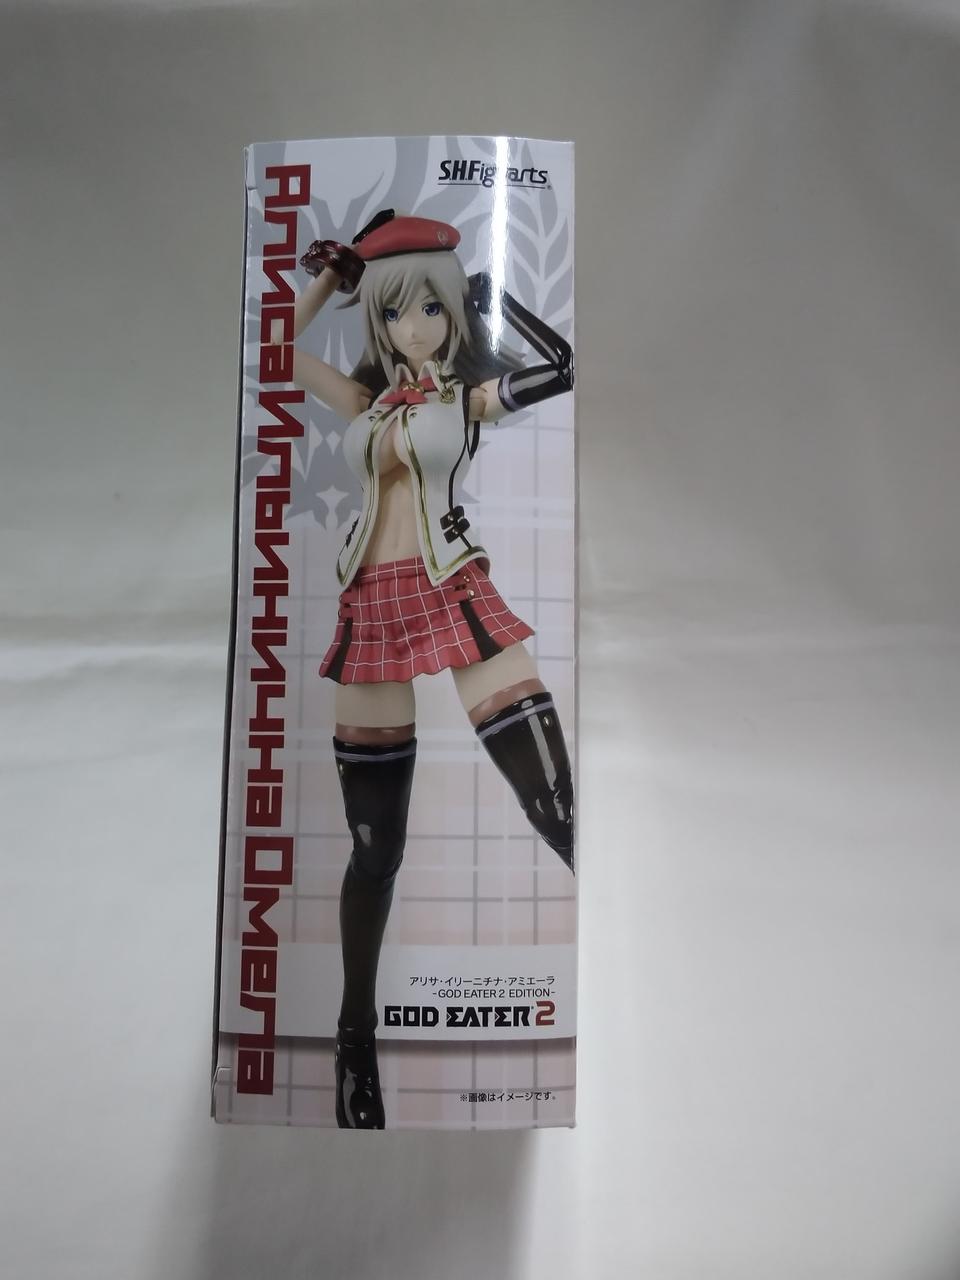 S.H.Figuarts
Алиса Ильинична Омела
アリサ・イリーニチナ・アミエーラ
-GOD EATER 2 EDITION-
GOD EATER 2
※画像はイメージです。